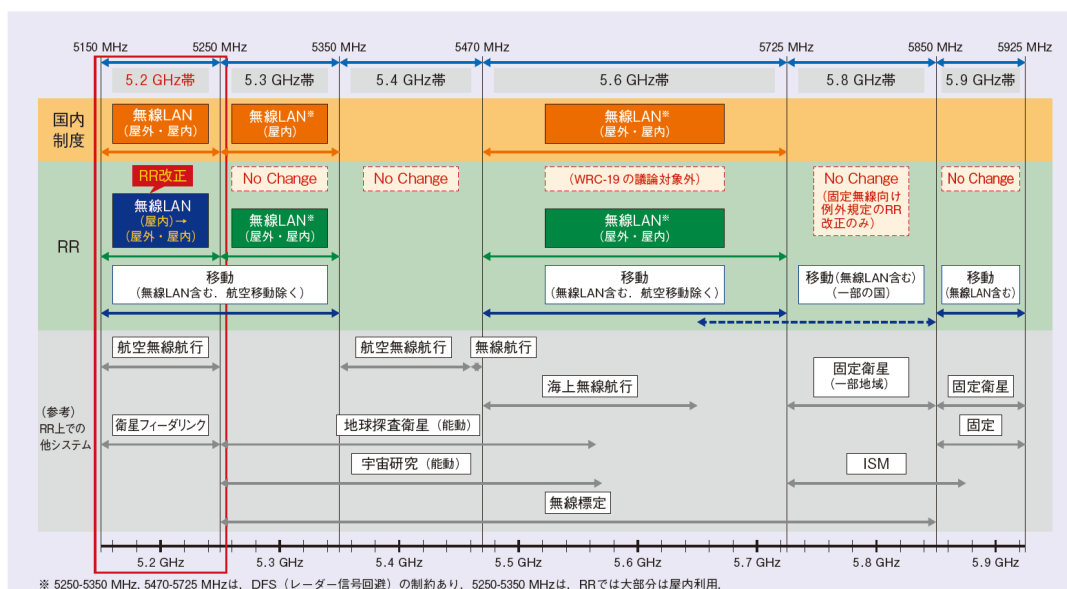 5150 MHz 5250 MHz 5350 MHz 5470 MHz 5725 MHz 5850 MHz 5925 MHz
5.2 GHz帯 5.3 GHz帯 5.4 GHz帯 5.6 GHz帯 5.8 GHz帯 5.9 GHz帯
国内
制度
無線LAN
(屋外・屋内)
無線LAN※
(屋内)
無線LAN※
(屋外・屋内)
RR
RR改正
無線LAN
(屋内)→
(屋外・屋内)
No Change
無線LAN※
(屋外・屋内)
No Change
(WRC-19の議論対象外)
無線LAN※
(屋外・屋内)
No Change
(固定無線向け
例外規定のRR
改正のみ)
No Change
移動
(無線LAN含む.航空移動除く)
移動
(無線LAN含む.航空移動除く)
移動(無線LAN含む)
(一部の国)
移動
(無線LAN含む)
(参考)
RR上での
他システム
航空無線航行 航空無線航行 無線航行
海上無線航行
固定衛星
(一部地域)
固定衛星
衛星フィーダリンク 地球探査衛星(能動) 固定
宇宙研究(能動) ISM
無線標定
5.2 GHz 5.3 GHz 5.4 GHz 5.5 GHz 5.6 GHz 5.7 GHz 5.8 GHz 5.9 GHz
※ 5250-5350 MHz, 5470-5725 MHzは,DFS(レーダー信号回避)の制約あり.5250-5350 MHzは,RRでは大部分は屋内利用.